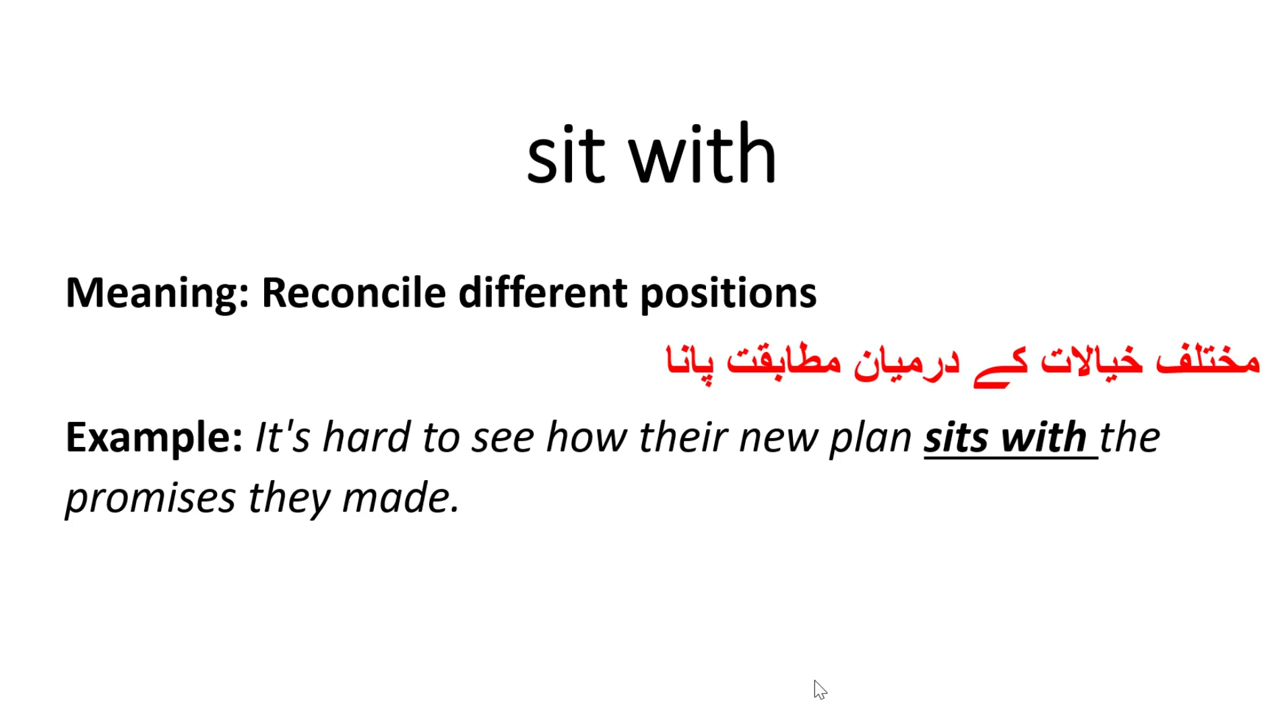 sit with
Meaning: Reconcile different positions
مختلف خیالات کے درمیان مطابقت پانا
Example: It's hard to see how their new plan sits with the
promises they made.